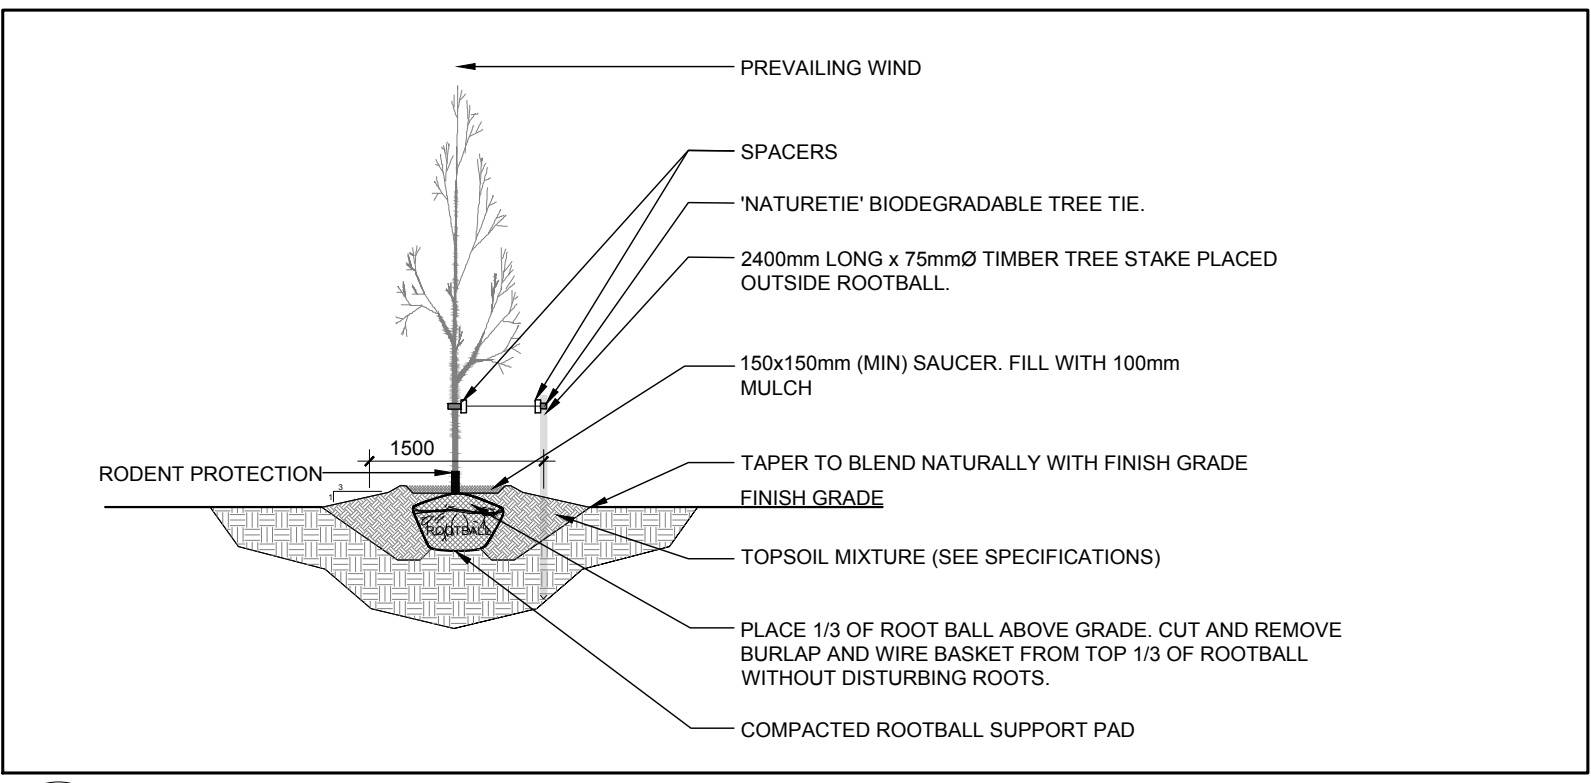 PREVAILING WIND
SPACERS
'NATURETIE' BIODEGRADABLE TREE TIE.
2400mm LONG x 75mmØ TIMBER TREE STAKE PLACED
OUTSIDE ROOTBALL.
150x150mm (MIN) SAUCER. FILL WITH 100mm
MULCH
1500
RODENT PROTECTION
TAPER TO BLEND NATURALLY WITH FINISH GRADE
3
1
FINISH GRADE
ROOTBALL
TOPSOIL MIXTURE (SEE SPECIFICATIONS)
PLACE 1/3 OF ROOT BALL ABOVE GRADE. CUT AND REMOVE
BURLAP AND WIRE BASKET FROM TOP 1/3 OF ROOTBALL
WITHOUT DISTURBING ROOTS.
COMPACTED ROOTBALL SUPPORT PAD